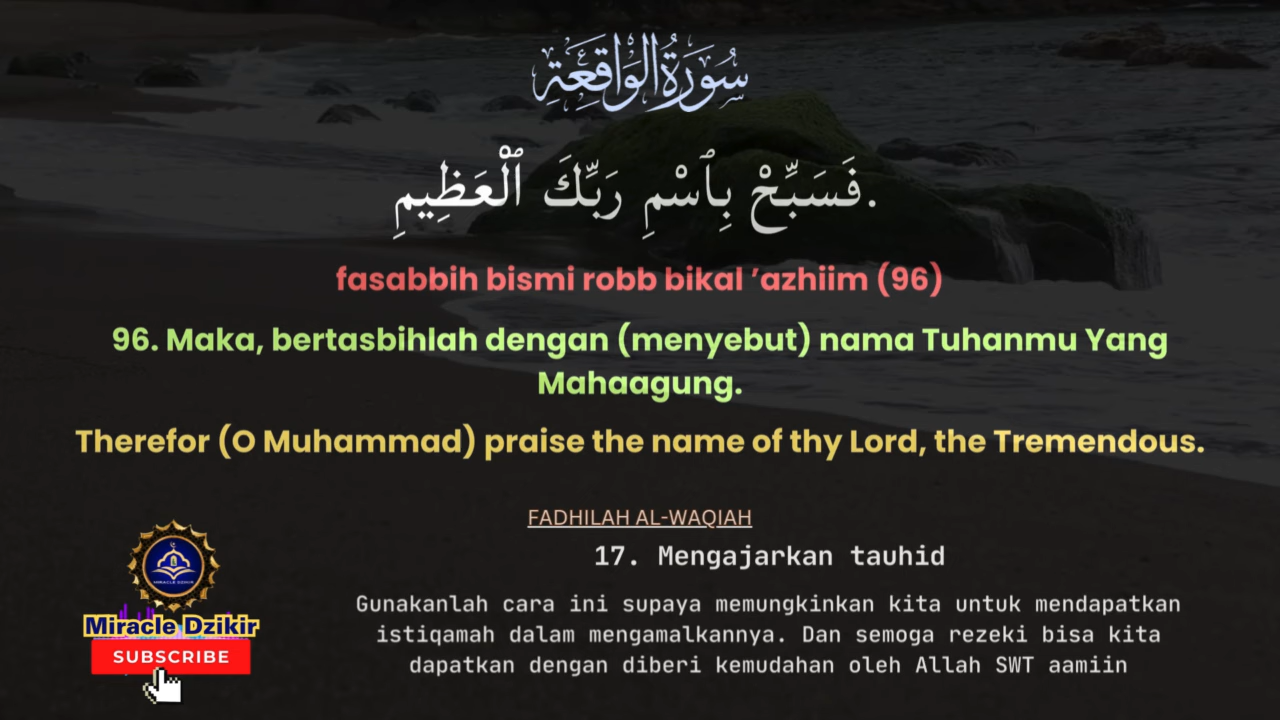 سُورَةُ الْوَاقِعَةِ
فَسَبِّحْ بِٱسْمِ رَبِّكَ ٱلْعَظِيمِ.
fasabbih bismi robb bikal ’azhiim (96)
96. Maka, bertasbihlah dengan (menyebut) nama Tuhanmu Yang
Mahaagung.
Therefor (O Muhammad) praise the name of thy Lord, the Tremendous.
FADHILAH AL-WAQIAH
17. Mengajarkan tauhid
Gunakanlah cara ini supaya memungkinkan kita untuk mendapatkan
istiqamah dalam mengamalkannya. Dan semoga rezeki bisa kita
dapatkan dengan diberi kemudahan oleh Allah SWT aamiin
MIRACLE DZIKIR
Miracle Dzikir
SUBSCRIBE